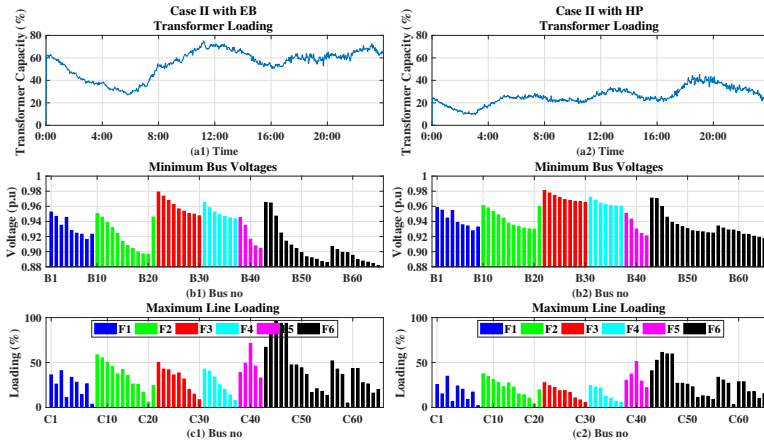 Case II with EB
Transformer Loading
Transformer Capacity (%)
80
60
40
20
0
0:00
4:00
8:00
12:00
16:00
20:00
(a1) Time
Case II with HP
Transformer Loading
Transformer Capacity (%)
80
60
40
20
0
0:00
4:00
8:00
12:00
16:00
20:00
(a2) Time
Minimum Bus Voltages
Voltage (p.u)
0.98
0.96
0.94
0.92
0.90
0.88
B1
B10
B20
B30
B40
B50
B60
(b1) Bus no
Minimum Bus Voltages
Voltage (p.u)
0.98
0.96
0.94
0.92
0.90
0.88
B1
B10
B20
B30
B40
B50
B60
(b2) Bus no
Maximum Line Loading
Loading (%)
100
50
0
F1
F2
F3
F4
F5
F6
C1
C10
C20
C30
C40
C50
C60
(c1) Bus no
Maximum Line Loading
Loading (%)
100
50
0
F1
F2
F3
F4
F5
F6
C1
C10
C20
C30
C40
C50
C60
(c2) Bus no